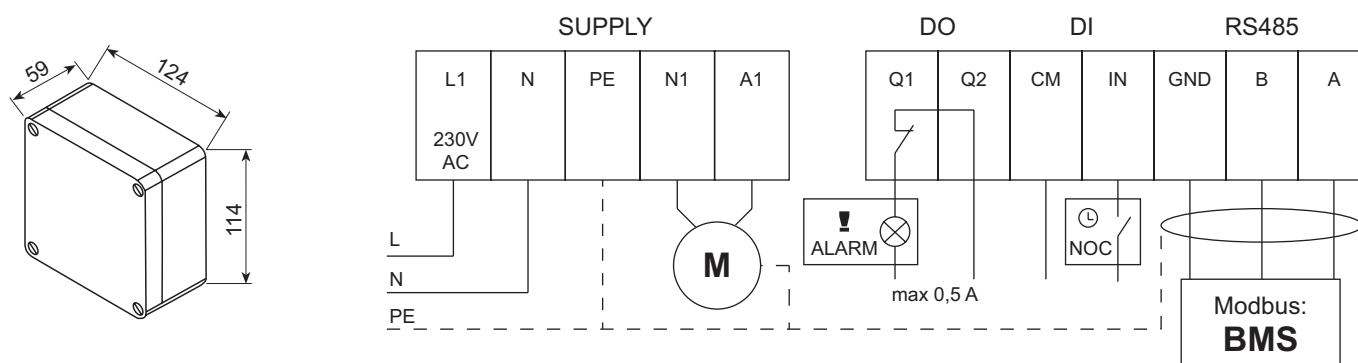 SUPPLY DO DI RS485
L1 N PE N1 A1 Q1 Q2 CM IN GND B A
230V
AC
59
124
114
L
N
PE
M
!
ALARM
max 0,5 A
NOC
Modbus:
BMS